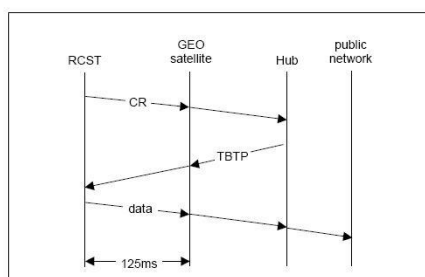 RCST
GEO
satellite
Hub
public
network
CR
TBTP
data
125ms